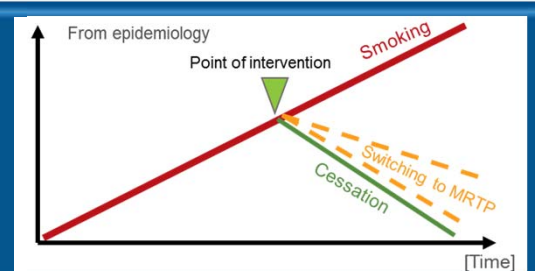 From epidemiology
Smoking
Point of intervention
Switching to MRTP
Cessation
[Time]